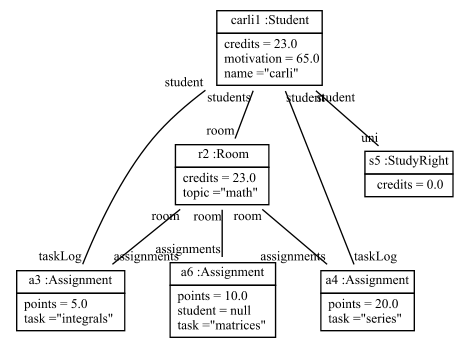 carli1 :Student
credits = 23.0
motivation = 65.0
name ="carli"
student
students
student
student
room
uni
r2 :Room
credits = 23.0
topic ="math"
s5 :StudyRight
credits = 0.0
room
room
room
taskLog
assignments
assignments
assignments
taskLog
a3 :Assignment
points = 5.0
task ="integrals"
a6 :Assignment
points = 10.0
student = null
task ="matrices"
a4 :Assignment
points = 20.0
task ="series"